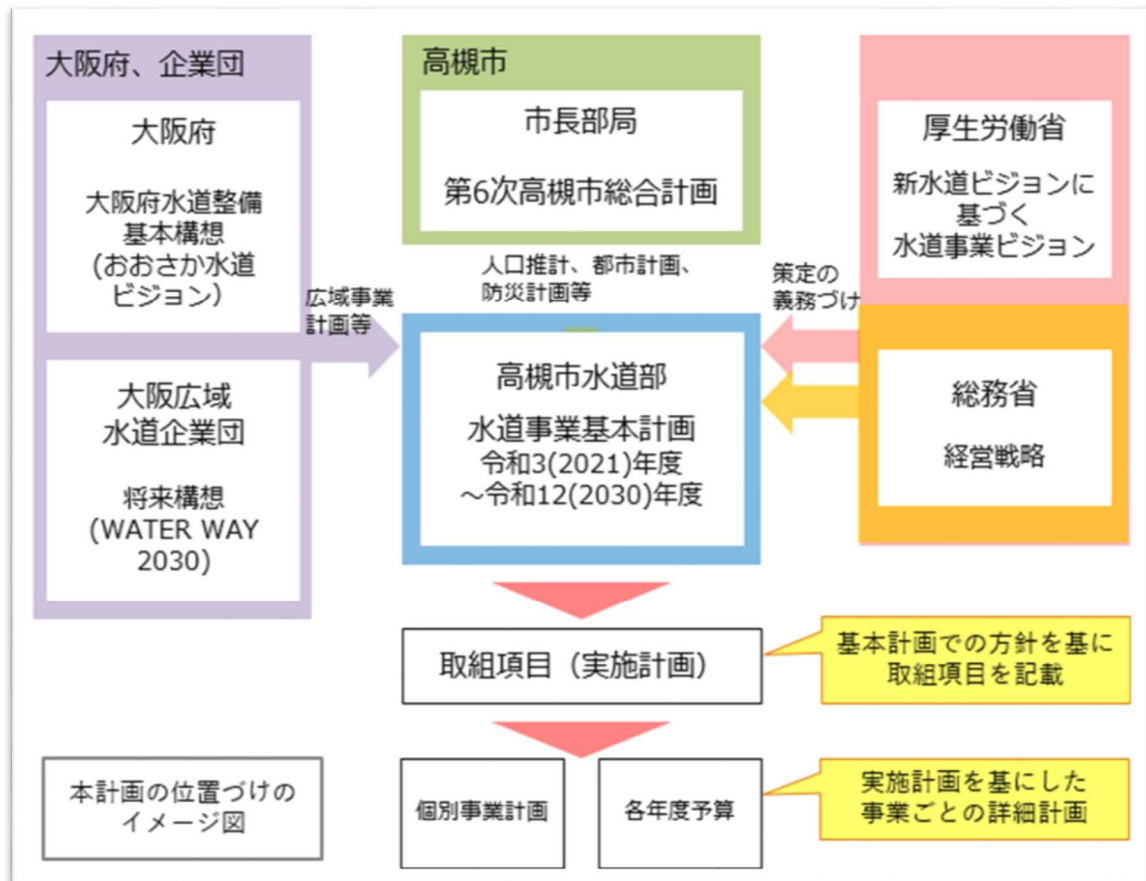 大阪府、企業団
大阪府
大阪府水道整備
基本構想
(おおさか水道
ビジョン）
大阪広域
水道企業団
将来構想
(WATER WAY
2030)
広域事業
計画等
高槻市
市長部局
第6次高槻市総合計画
人口推計、都市計画、
防災計画等
高槻市水道部
水道事業基本計画
令和3(2021)年度
～令和12(2030)年度
厚生労働省
新水道ビジョンに
基づく
水道事業ビジョン
策定の
義務づけ
総務省
経営戦略
取組項目（実施計画）
基本計画での方針を基に
取組項目を記載
個別事業計画
各年度予算
実施計画を基にした
事業ごとの詳細計画
本計画の位置づけの
イメージ図